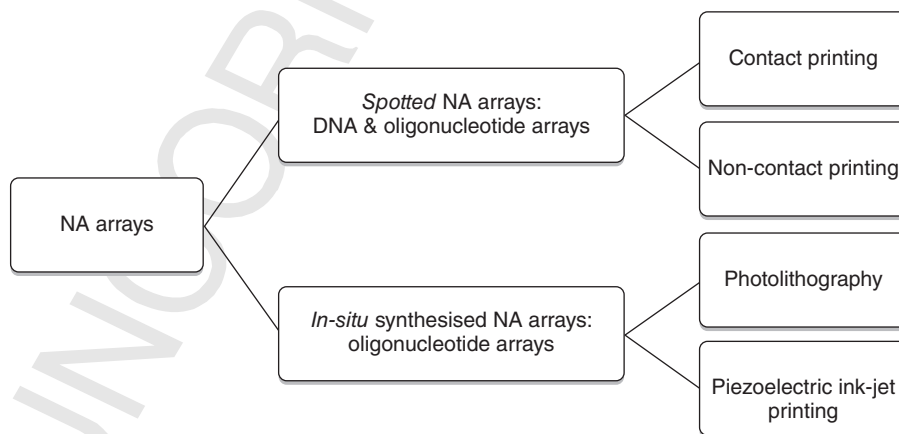 NA arrays
Spotted NA arrays:
DNA & oligonucleotide arrays
Contact printing
Non-contact printing
In-situ synthesised NA arrays:
oligonucleotide arrays
Photolithography
Piezoelectric ink-jet
printing